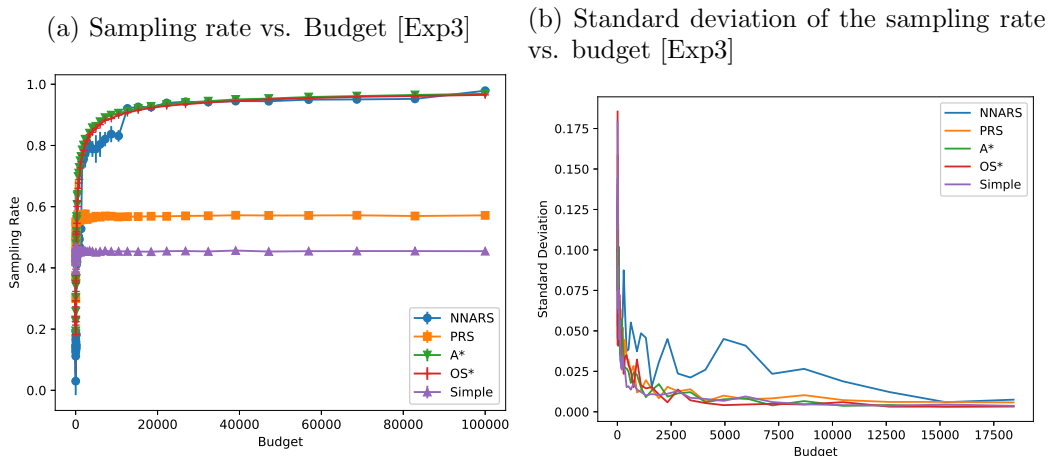 (a) Sampling rate vs. Budget [Exp3]
1.0
0.8
0.6
0.4
0.2
0.0
Sampling Rate
0
20000
40000
60000
80000
100000
Budget
NNARS
PRS
A*
OS*
Simple
(b) Standard deviation of the sampling rate
vs. budget [Exp3]
0.175
0.150
0.125
0.100
0.075
0.050
0.025
0.000
Standard Deviation
0
2500
5000
7500
10000
12500
15000
17500
Budget
NNARS
PRS
A*
OS*
Simple